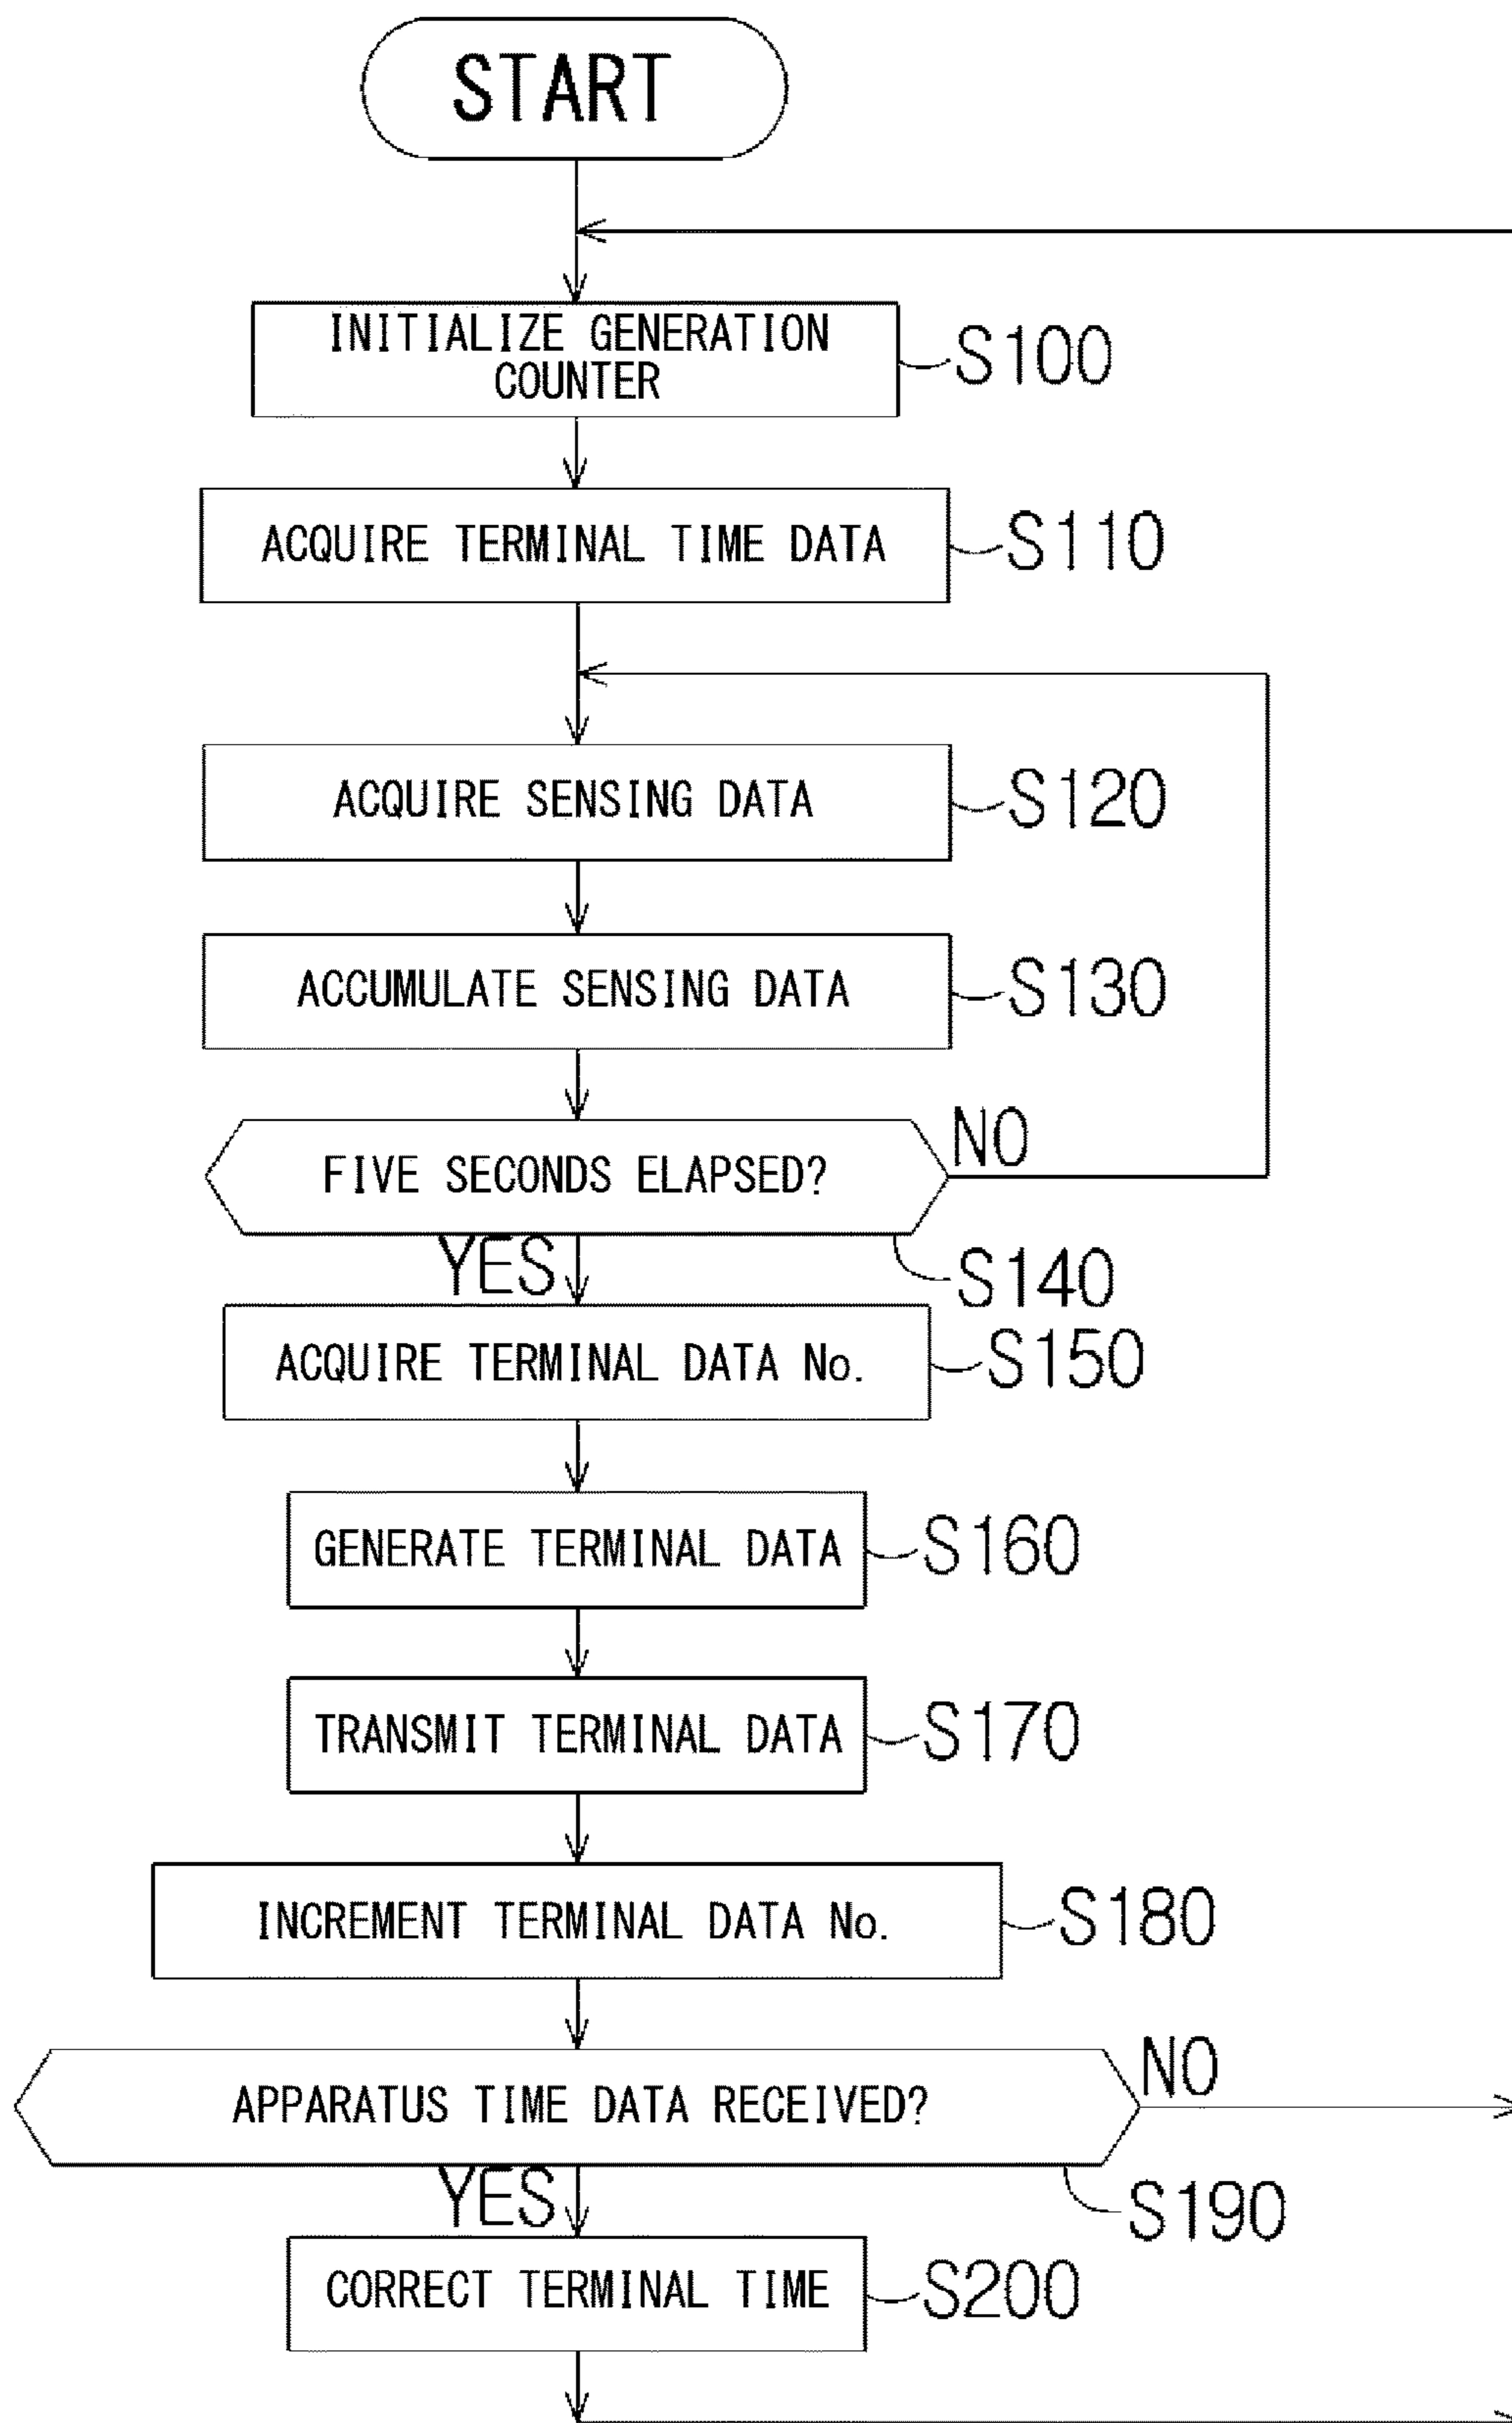 START
INITIALIZE GENERATION
COUNTER
S100
ACQUIRE TERMINAL TIME DATA
S110
ACQUIRE SENSING DATA
S120
ACCUMULATE SENSING DATA
S130
FIVE SECONDS ELAPSED?
NO
YES
S140
ACQUIRE TERMINAL DATA No.
S150
GENERATE TERMINAL DATA
S160
TRANSMIT TERMINAL DATA
S170
INCREMENT TERMINAL DATA No.
S180
APPARATUS TIME DATA RECEIVED?
NO
YES
S190
CORRECT TERMINAL TIME
S200